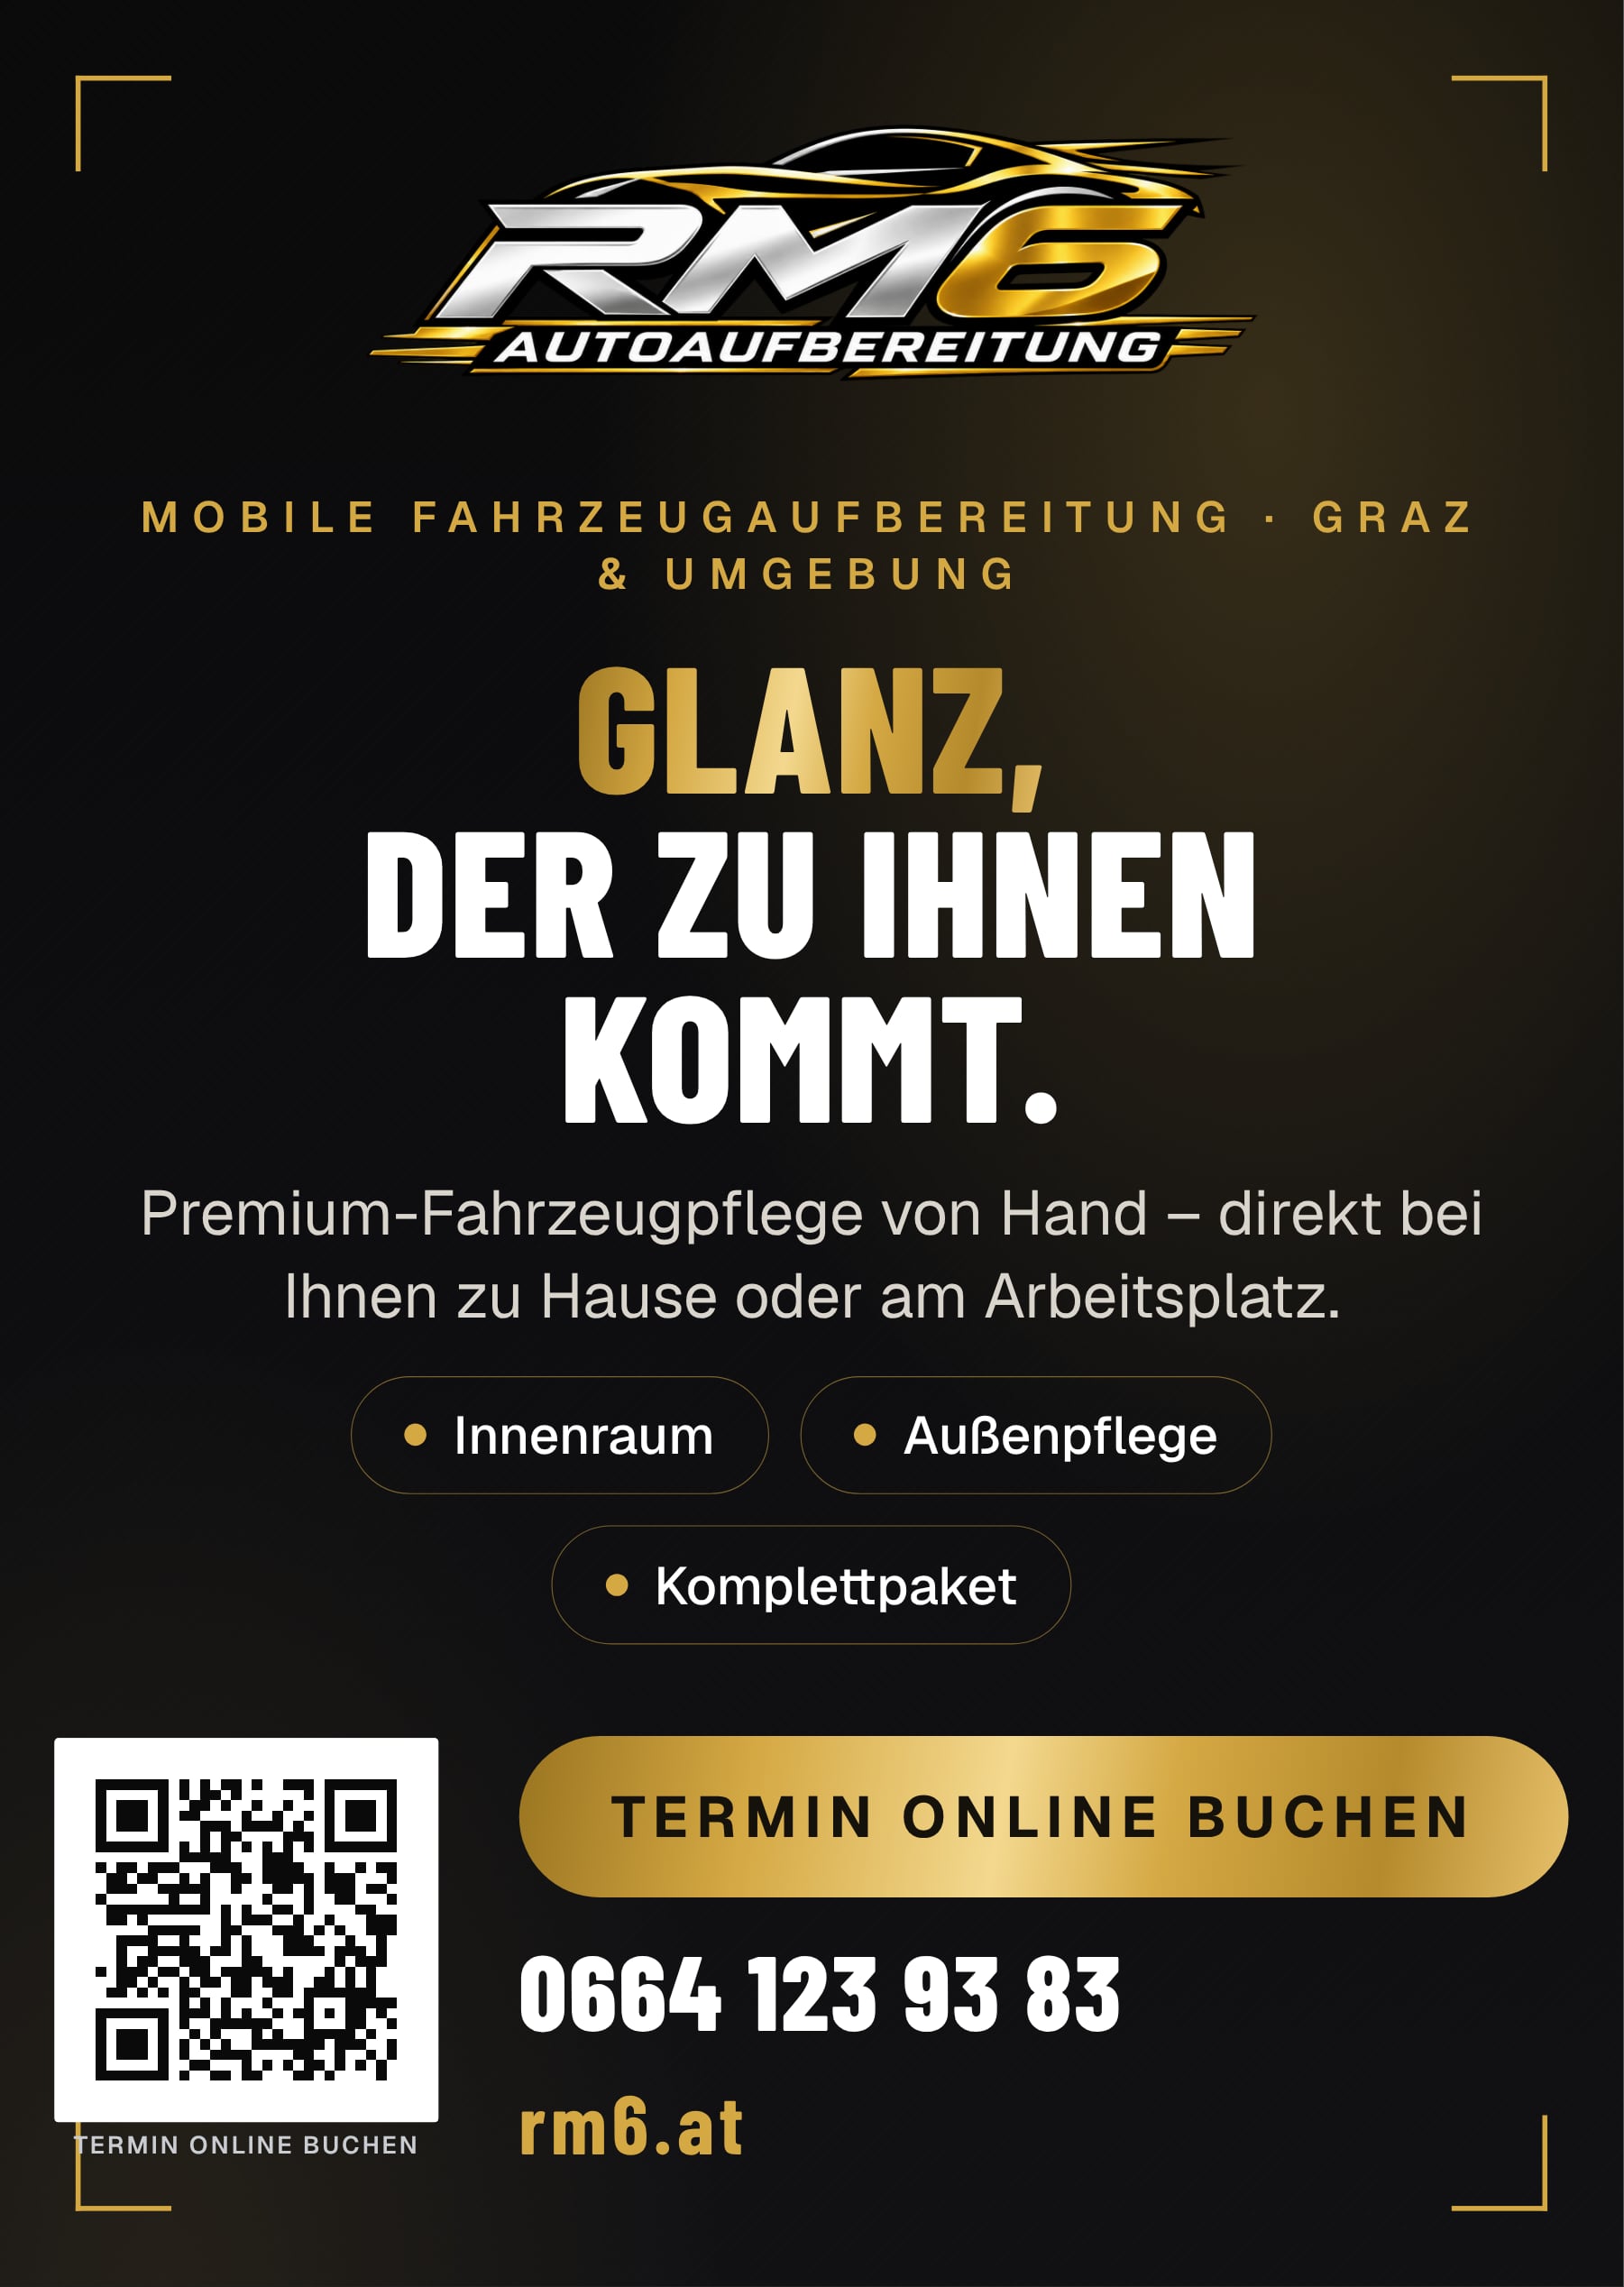 RM6
AUTOAUFBEREITUNG
MOBILE FAHRZEUGAUFBEREITUNG · GRAZ
& UMGEBUNG
GLANZ,
DER ZU IHNEN
KOMMT.
Premium-Fahrzeugpflege von Hand – direkt bei
Ihnen zu Hause oder am Arbeitsplatz.
Innenraum
Außenpflege
Komplettpaket
TERMIN ONLINE BUCHEN
0664 123 93 83
rm6.at
TERMIN ONLINE BUCHEN